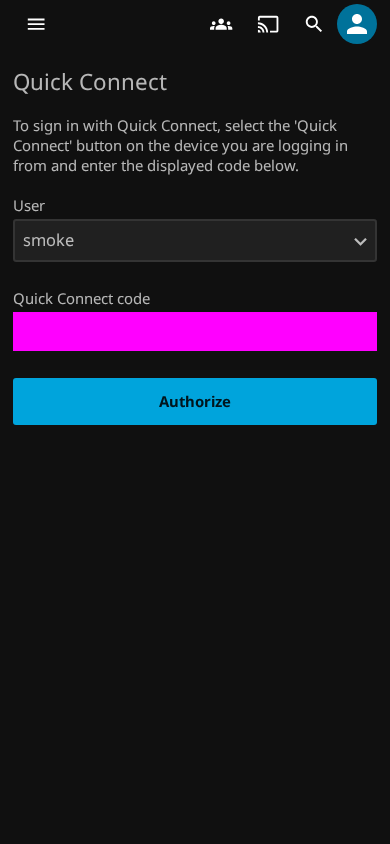 Quick Connect
To sign in with Quick Connect, select the 'Quick
Connect' button on the device you are logging in
from and enter the displayed code below.
User
smoke
Quick Connect code
Authorize